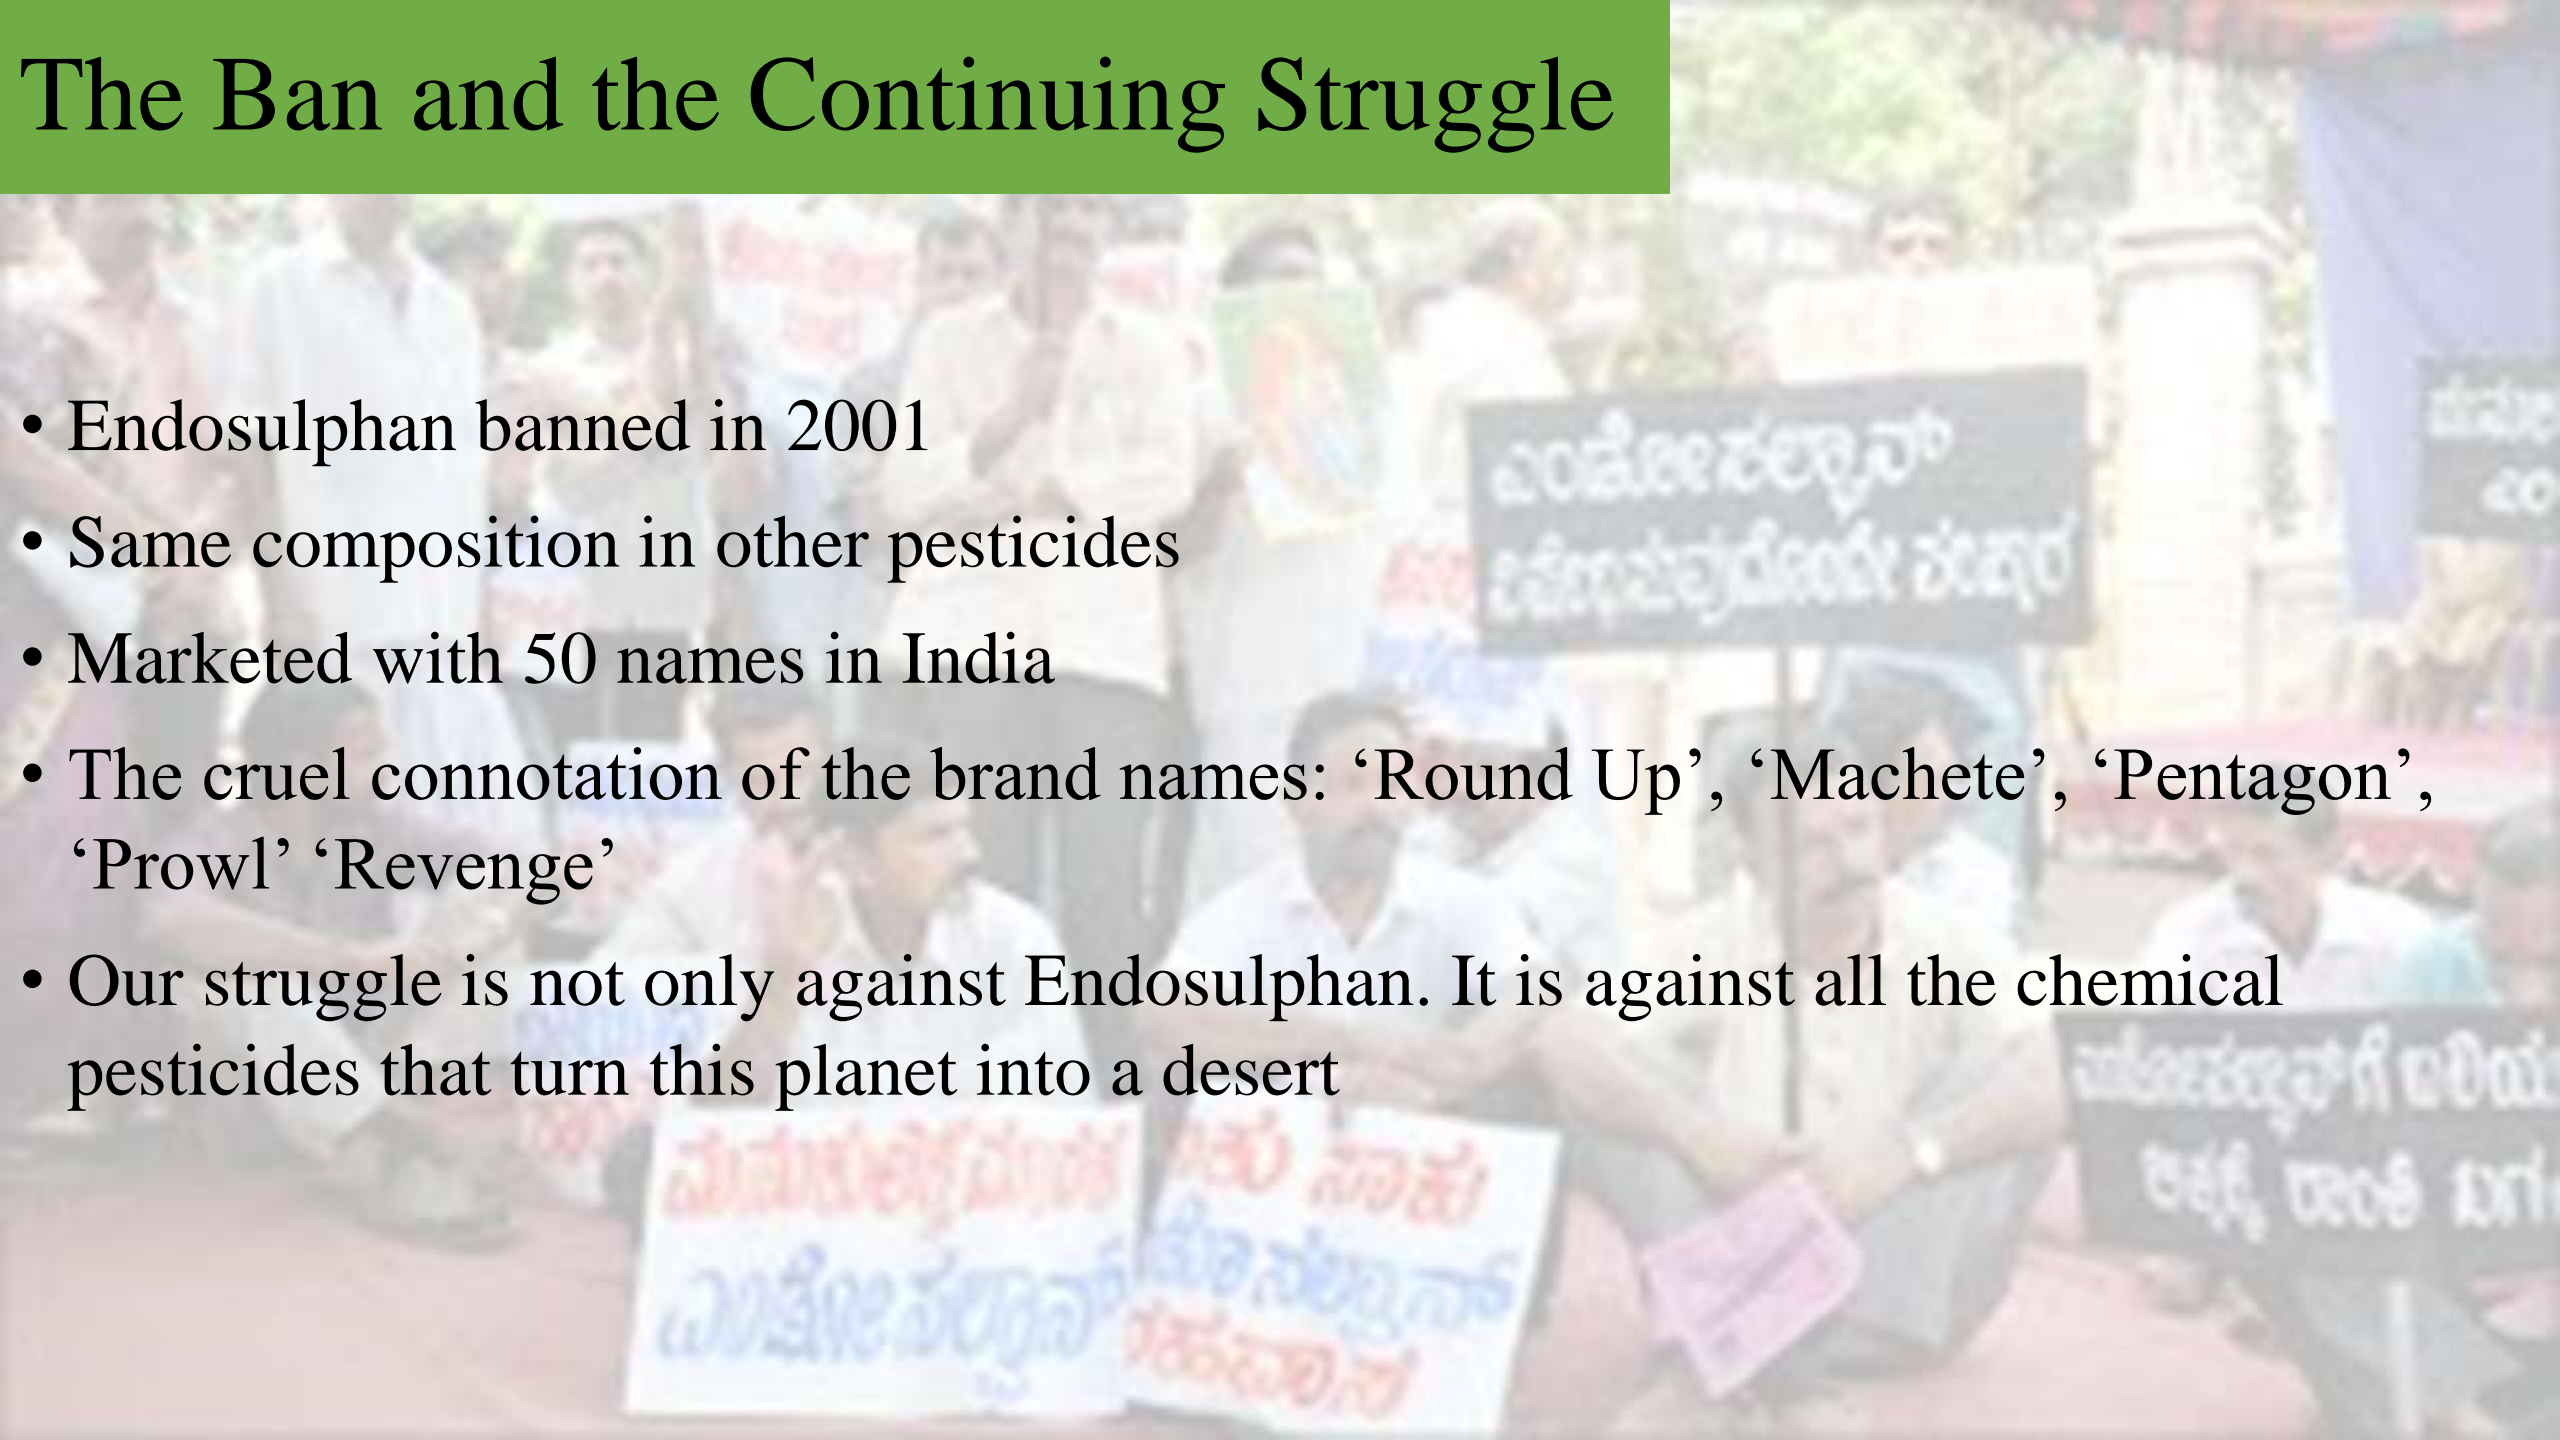 The Ban and the Continuing Struggle
• Endosulphan banned in 2001
• Same composition in other pesticides
• Marketed with 50 names in India
• The cruel connotation of the brand names: ‘Round Up’, ‘Machete’, ‘Pentagon’,
‘Prowl’ ‘Revenge’
• Our struggle is not only against Endosulphan. It is against all the chemical
pesticides that turn this planet into a desert
ಎಂಡೋಸಲ್ಫಾನ್
ಎಂಡೋಸಲ್ಫಾನ್